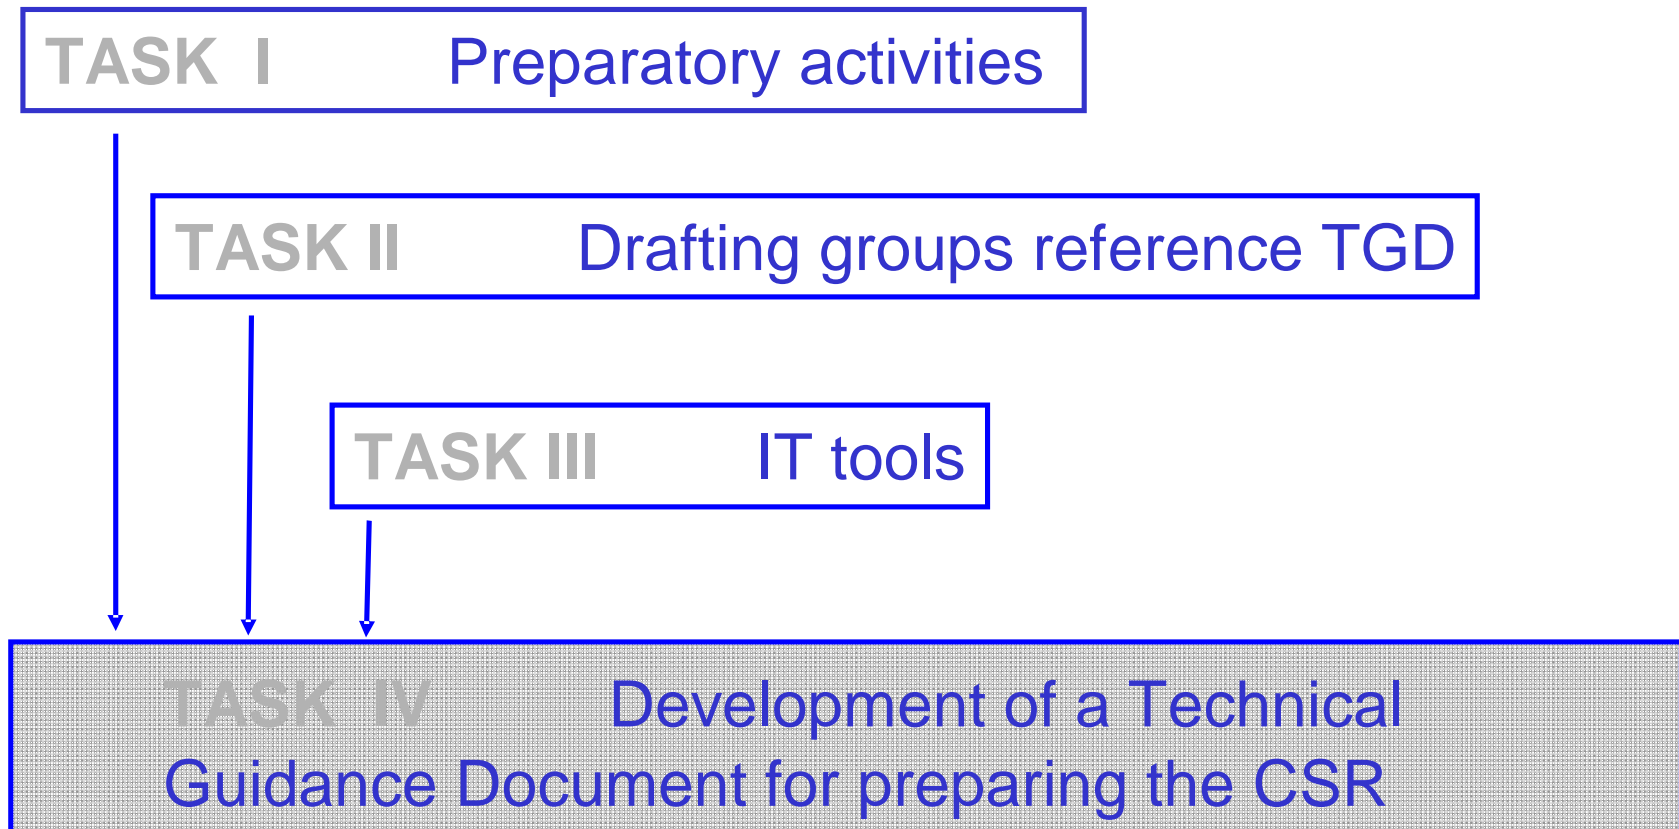 TASK I Preparatory activities
TASK II Drafting groups reference TGD
TASK III IT tools
TASK IV Development of a Technical
Guidance Document for preparing the CSR